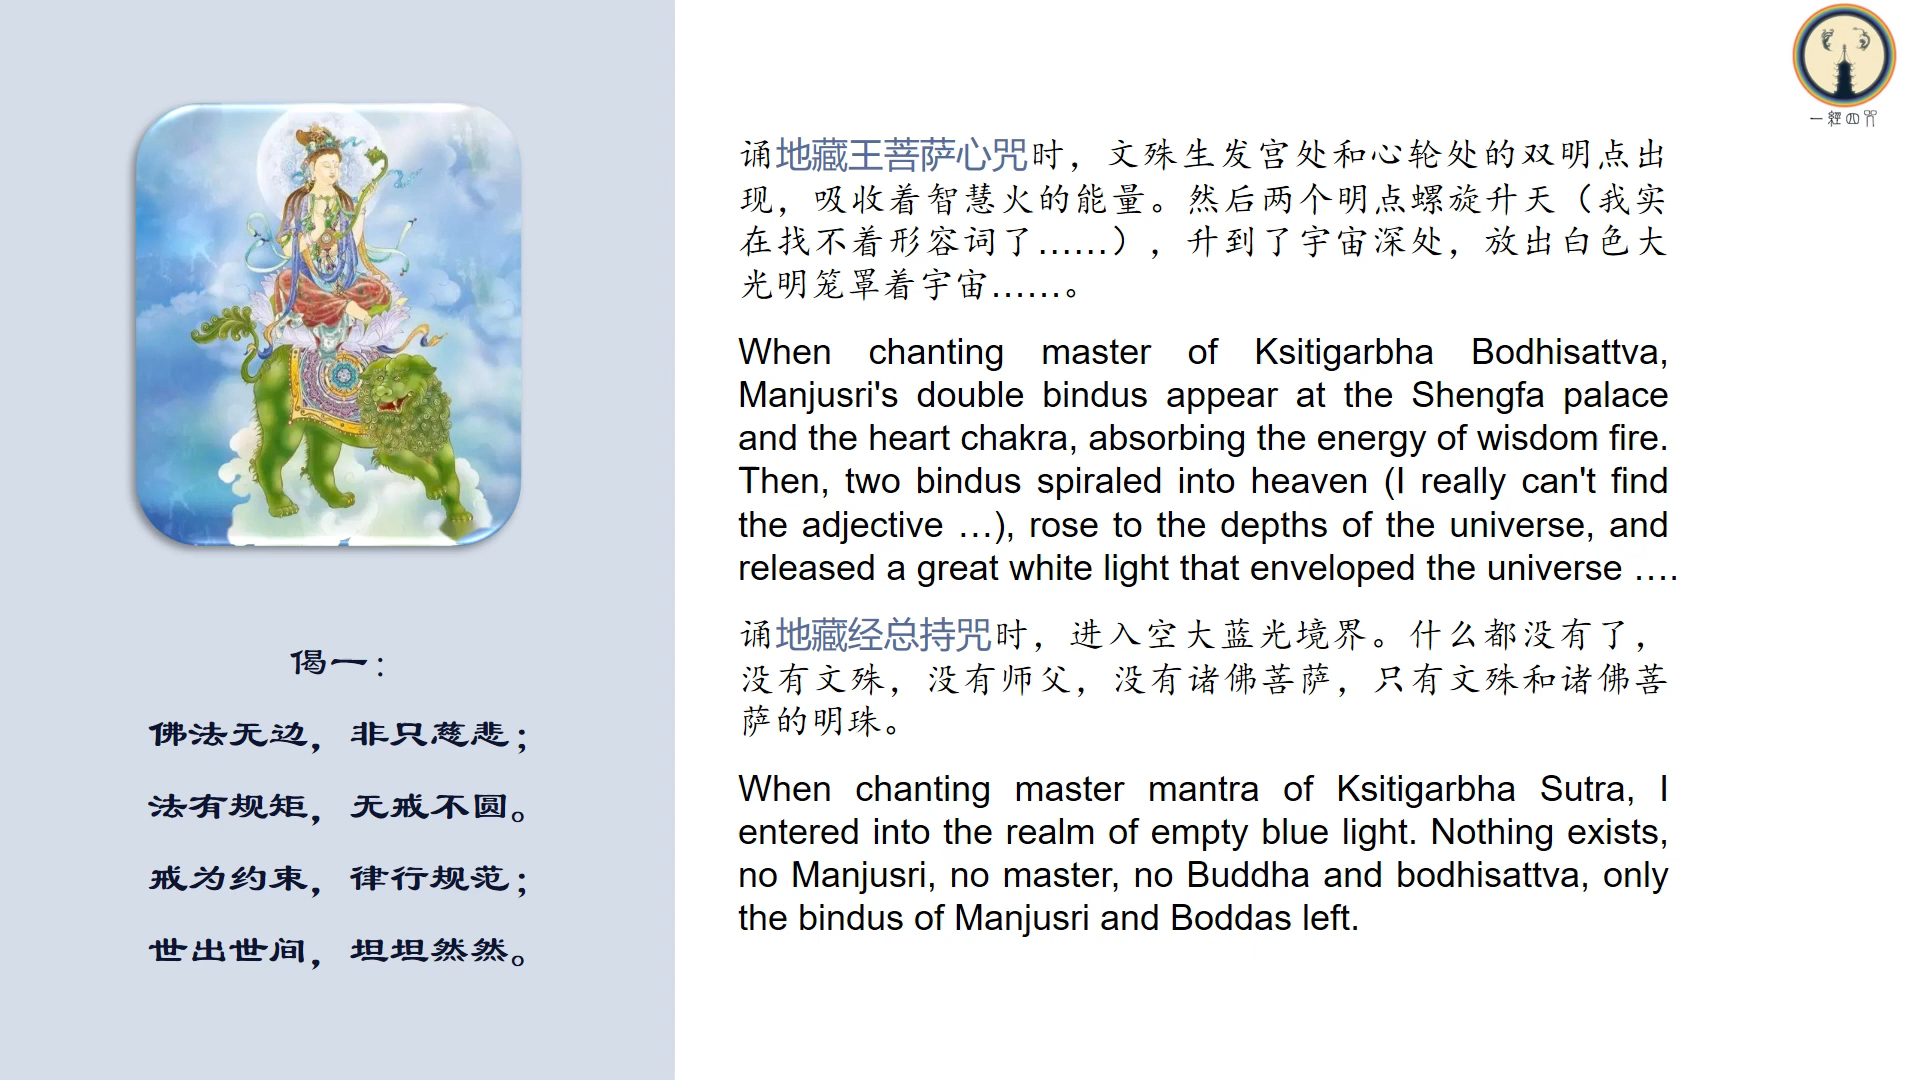 一經四咒
偈一：
佛法无边，非只慈悲；
法有规矩，无戒不圆。
戒为约束，律行规范；
世出世间，坦坦然然。
诵地藏王菩萨心咒时，文殊生发宫处和心轮处的双明点出
现，吸收着智慧火的能量。然后两个明点螺旋升天（我实
在找不着形容词了……），升到了宇宙深处，放出白色大
光明笼罩着宇宙……。
When chanting master of Ksitigarbha Bodhisattva,
Manjusri's double bindus appear at the Shengfa palace
and the heart chakra, absorbing the energy of wisdom fire.
Then, two bindus spiraled into heaven (I really can't find
the adjective …), rose to the depths of the universe, and
released a great white light that enveloped the universe ….
诵地藏经总持咒时，进入空大蓝光境界。什么都没有了，
没有文殊，没有师父，没有诸佛菩萨，只有文殊和诸佛菩
萨的明珠。
When chanting master mantra of Ksitigarbha Sutra, I
entered into the realm of empty blue light. Nothing exists,
no Manjusri, no master, no Buddha and bodhisattva, only
the bindus of Manjusri and Boddas left.